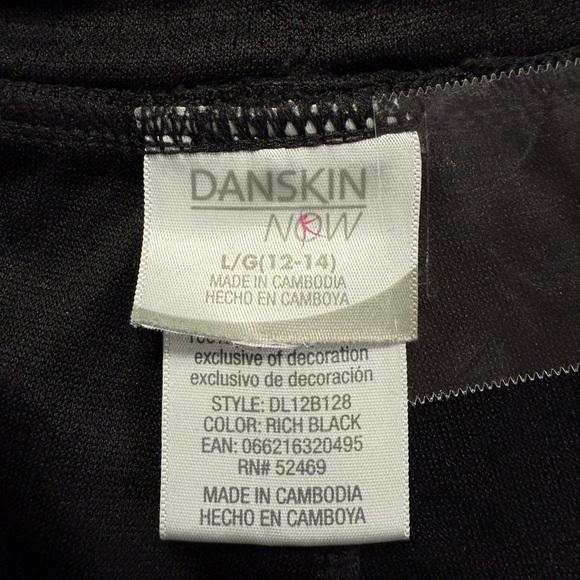 DANSKIN
NOW
L/G(12-14)
MADE IN CAMBODIA
HECHO EN CAMBOYA
exclusive of decoration
exclusivo de decoración
STYLE: DL12B128
COLOR: RICH BLACK
EAN: 066216320495
RN# 52469
MADE IN CAMBODIA
HECHO EN CAMBOYA